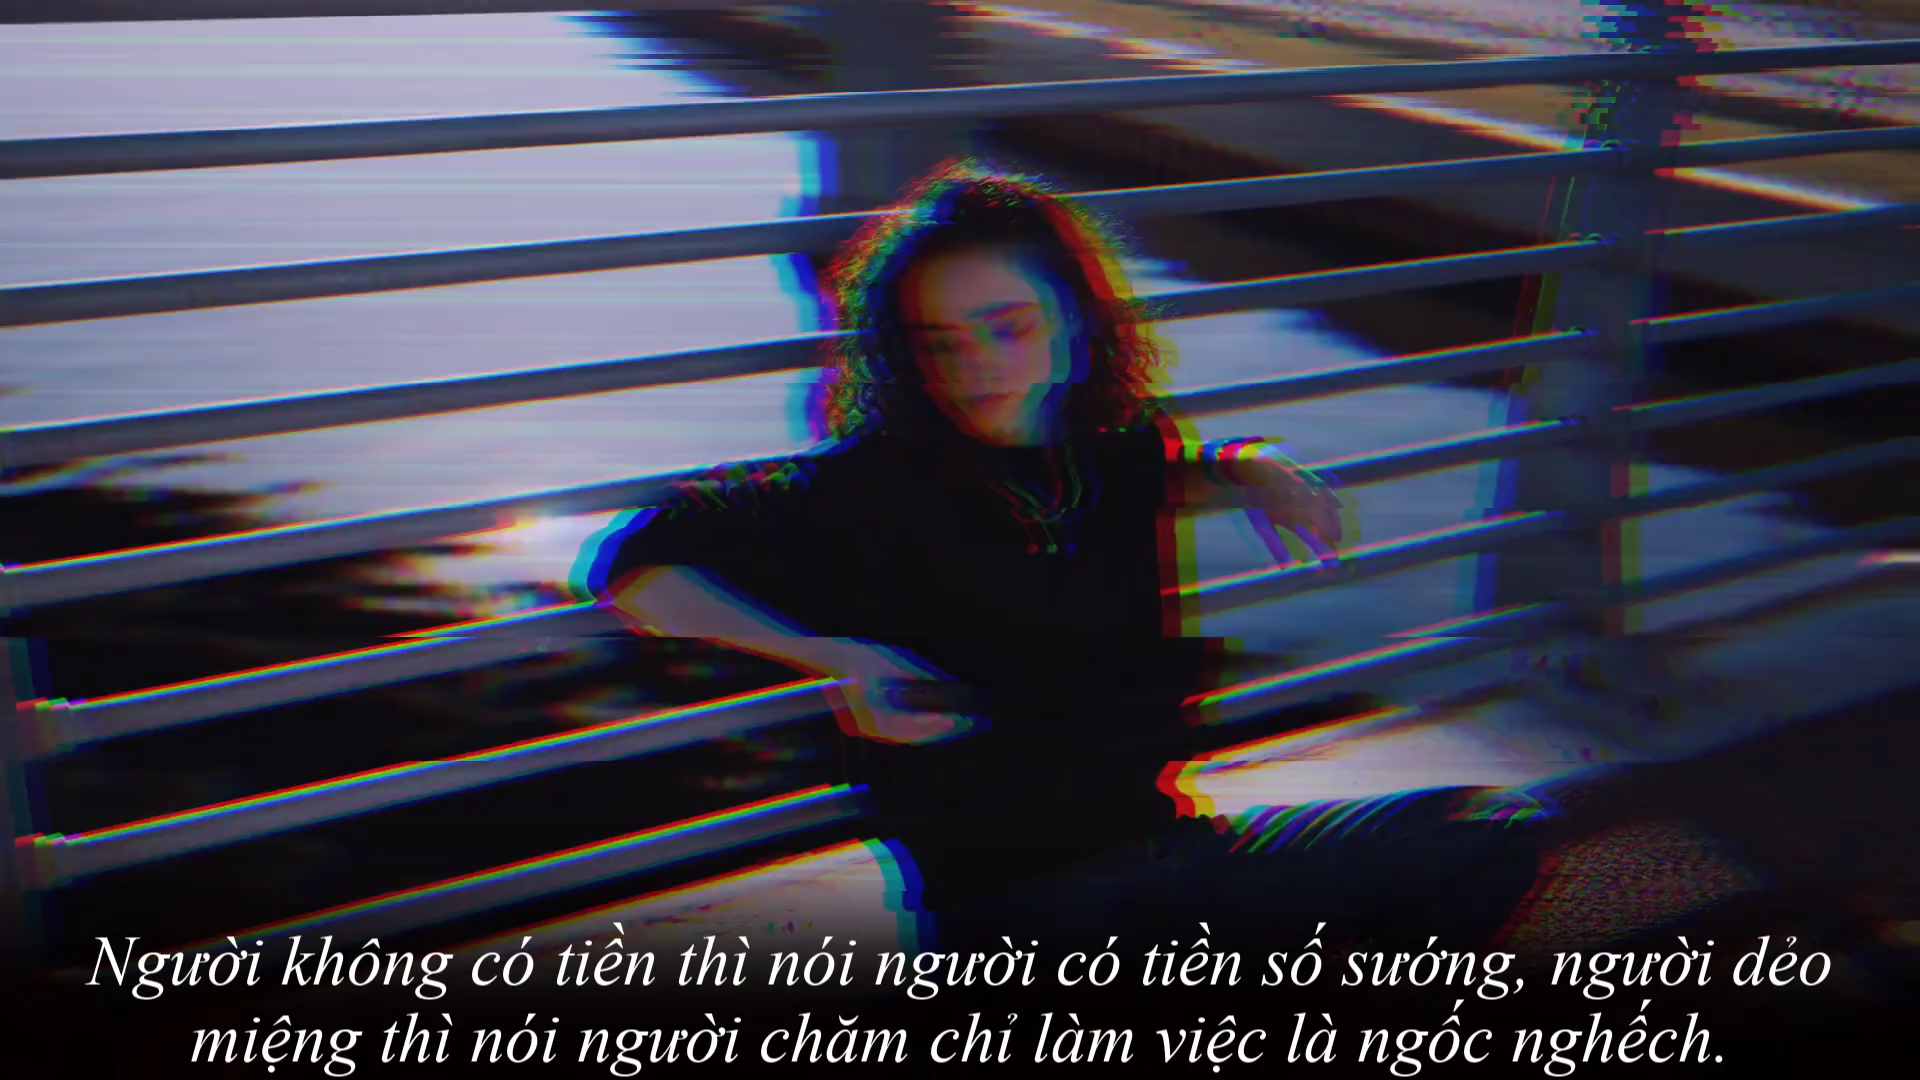 Người không có tiền thì nói người có tiền số sướng, người dẻo
miệng thì nói người chăm chỉ làm việc là ngốc nghếch.